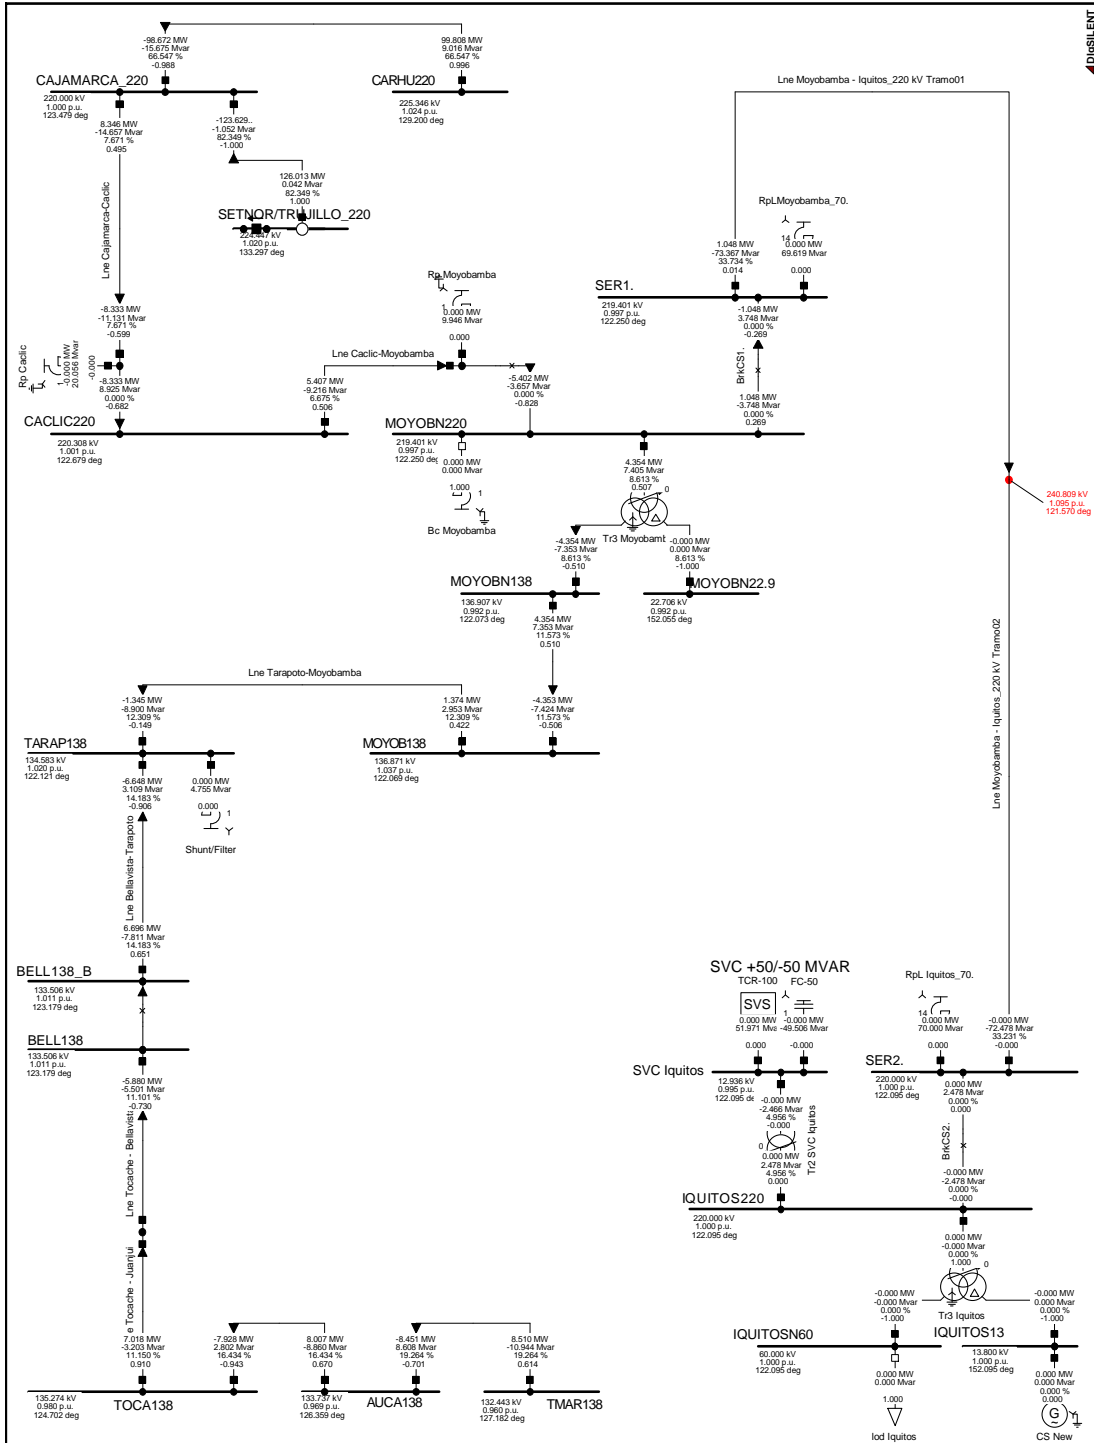 DIgSILENT
-98.672 MW
-15.675 Mvar
66.547 %
-0.988
99.808 MW
9.016 Mvar
66.547 %
0.996
CAJAMARCA_220
220.000 kV
1.000 p.u.
123.479 deg
CARHU220
225.346 kV
1.024 p.u.
129.200 deg
Lne Moyobamba - Iquitos_220 kV Tramo01
8.346 MW
-14.657 Mvar
7.671 %
0.495
-123.629..
-1.052 Mvar
82.349 %
-1.000
Lne Cajamarca-Caclic
126.013 MW
0.042 Mvar
82.349 %
1.000
SETNOR/TRUJILLO_220
224.447 kV
1.020 p.u.
133.297 deg
RpLMoyobamba_70.
14
0.000 MW
69.619 Mvar
0.000
1.048 MW
-73.367 Mvar
33.734 %
0.014
SER1.
219.401 kV
0.997 p.u.
122.250 deg
Rp Moyobamba
1
0.000 MW
9.946 Mvar
0.000
-1.048 MW
3.748 Mvar
0.000 %
-0.269
BrkCS1.
1.048 MW
-3.748 Mvar
0.000 %
0.269
-8.333 MW
-11.131 Mvar
7.671 %
-0.599
Rp Caclic
1
-0.000 MW
20.056 Mvar
-0.000
-8.333 MW
8.925 Mvar
0.000 %
-0.682
Lne Caclic-Moyobamba
5.407 MW
-9.216 Mvar
6.675 %
0.506
-5.402 MW
-3.657 Mvar
0.000 %
-0.828
CACLIC220
220.308 kV
1.001 p.u.
122.679 deg
MOYOBN220
219.401 kV
0.997 p.u.
122.250 deg
0.000 MW
0.000 Mvar
1.000
1
Bc Moyobamba
4.354 MW
7.405 Mvar
8.613 %
0.507
0
Tr3 Moyobamt
-4.354 MW
-7.353 Mvar
8.613 %
-0.510
-0.000 MW
0.000 Mvar
8.613 %
-1.000
240.809 kV
1.095 p.u.
121.570 deg
MOYOBN138
136.907 kV
0.992 p.u.
122.073 deg
MOYOBN22.9
22.706 kV
0.992 p.u.
152.055 deg
4.354 MW
7.353 Mvar
11.573 %
0.510
Lne Moyobamba - Iquitos_220 kV Tramo02
Lne Tarapoto-Moyobamba
-1.345 MW
-8.900 Mvar
12.309 %
-0.149
1.374 MW
2.953 Mvar
12.309 %
0.422
-4.353 MW
-7.424 Mvar
11.573 %
-0.506
TARAP138
134.583 kV
1.020 p.u.
122.121 deg
MOYOB138
136.871 kV
1.037 p.u.
122.069 deg
-6.648 MW
3.109 Mvar
14.183 %
-0.906
0.000 MW
4.755 Mvar
0.000
1
Shunt/Filter
Lne Bellavista-Tarapoto
6.696 MW
-7.811 Mvar
14.183 %
0.651
BELL138_B
133.506 kV
1.011 p.u.
123.179 deg
BELL138
133.506 kV
1.011 p.u.
123.179 deg
-5.880 MW
-5.501 Mvar
11.101 %
-0.730
Lne Tocache - Bellavista
SVC +50/-50 MVAR
TCR-100
FC-50
SVS
1
0.000 MW
51.971 Mva
0.000
-0.000 MW
-49.506 Mvar
-0.000
RpL Iquitos_70.
14
0.000 MW
70.000 Mvar
0.000
-0.000 MW
-72.478 Mvar
33.231 %
-0.000
SVC Iquitos
12.936 kV
0.995 p.u.
122.095 de
SER2.
220.000 kV
1.000 p.u.
122.095 deg
-0.000 MW
-2.466 Mvar
4.956 %
-0.000
0
Tr2 SVC Iquitos
0.000 MW
2.478 Mvar
4.956 %
0.000
0.000 MW
2.478 Mvar
0.000 %
0.000
BrkCS2.
-0.000 MW
-2.478 Mvar
0.000 %
-0.000
IQUITOS220
220.000 kV
1.000 p.u.
122.095 deg
0.000 MW
-0.000 Mvar
0.000 %
1.000
0
Tr3 Iquitos
-0.000 MW
-0.000 Mvar
0.000 %
-1.000
-0.000 MW
0.000 Mvar
0.000 %
-1.000
IQUITOSN60
60.000 kV
1.000 p.u.
122.095 deg
IQUITOS13
13.800 kV
1.000 p.u.
152.095 deg
0.000 MW
0.000 Mvar
1.000
lod Iquitos
0.000 MW
0.000 Mvar
0.000 %
0.000
G
~
CS New
e Tocache - Juanjui
7.018 MW
-3.203 Mvar
11.150 %
0.910
-7.928 MW
2.802 Mvar
16.434 %
-0.943
8.007 MW
-8.860 Mvar
16.434 %
0.670
-8.451 MW
8.608 Mvar
19.264 %
-0.701
8.510 MW
-10.944 Mvar
19.264 %
0.614
135.274 kV
0.980 p.u.
124.702 deg
TOCA138
133.737 kV
0.969 p.u.
126.359 deg
AUCA138
132.443 kV
0.960 p.u.
127.182 deg
TMAR138